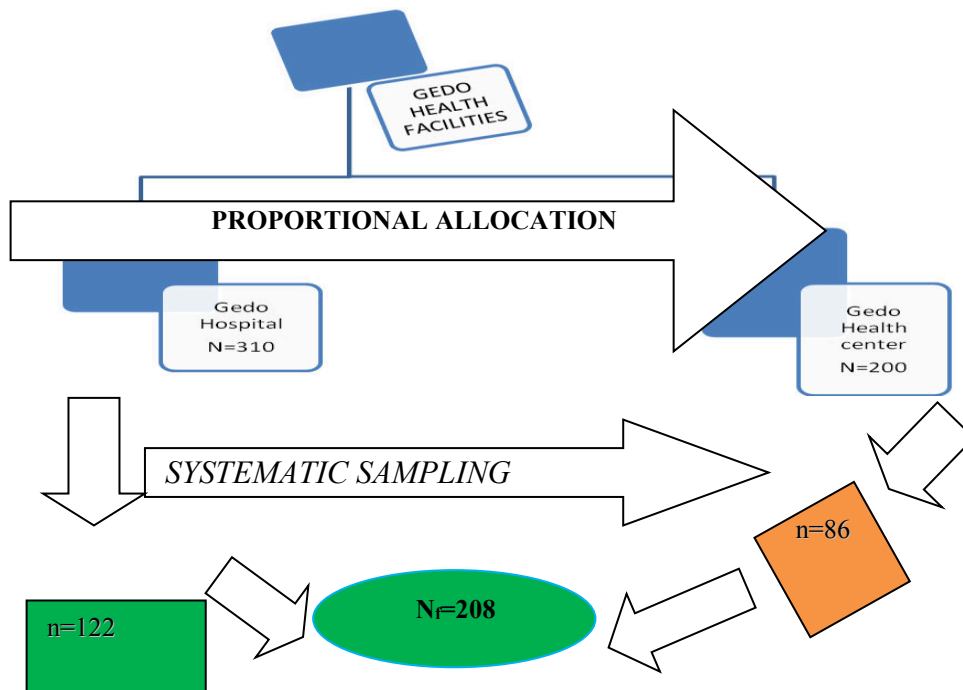 GEDO
HEALTH
FACILITIES
PROPORTIONAL ALLOCATION
Gedo
Hospital
N=310
Gedo
Health
center
N=200
SYSTEMATIC SAMPLING
n=86
n=122
Nf=208